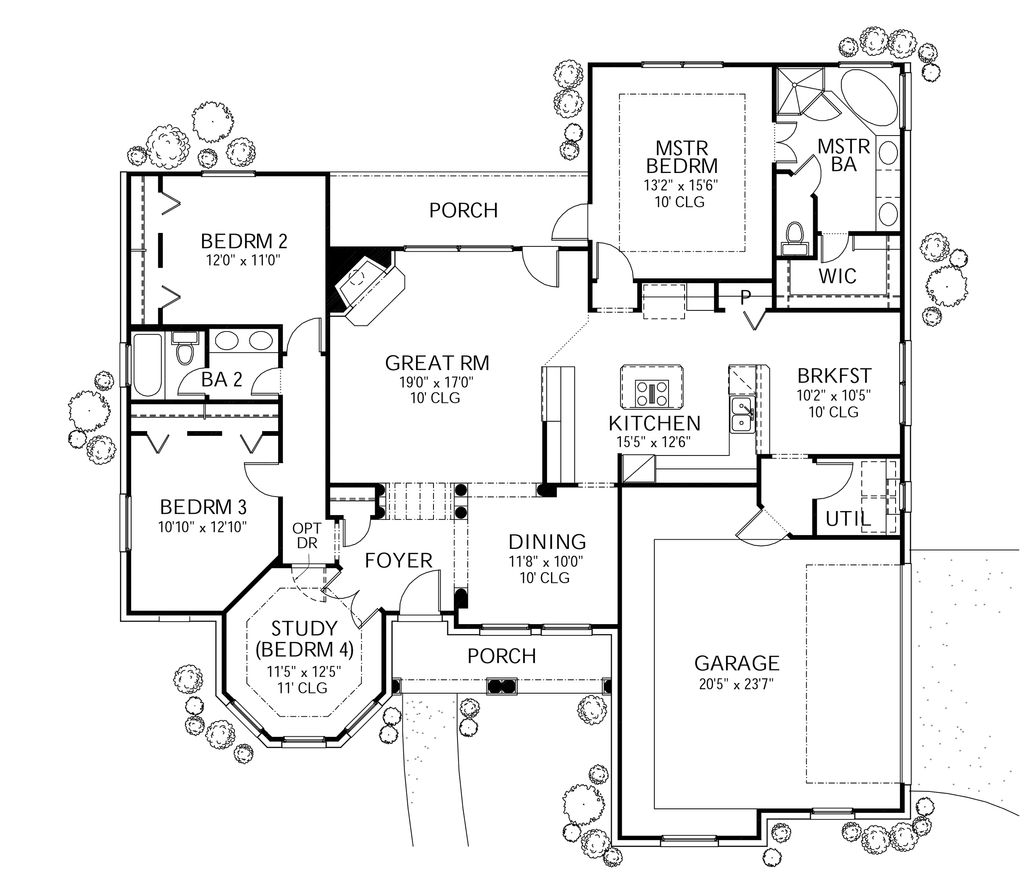 MSTR
BEDRM
13'2" x 15'6"
10' CLG
MSTR
BA
PORCH
BEDRM 2
12'0" x 11'0"
WIC
P
GREAT RM
19'0" x 17'0"
10' CLG
BA 2
BRKFST
10'2" x 10'5"
10' CLG
KITCHEN
15'5" x 12'6"
BEDRM 3
10'10" x 12'10"
OPT
DR
UTIL
FOYER
DINING
11'8" x 10'0"
10' CLG
STUDY
(BEDRM 4)
11'5" x 12'5"
11' CLG
PORCH
GARAGE
20'5" x 23'7"